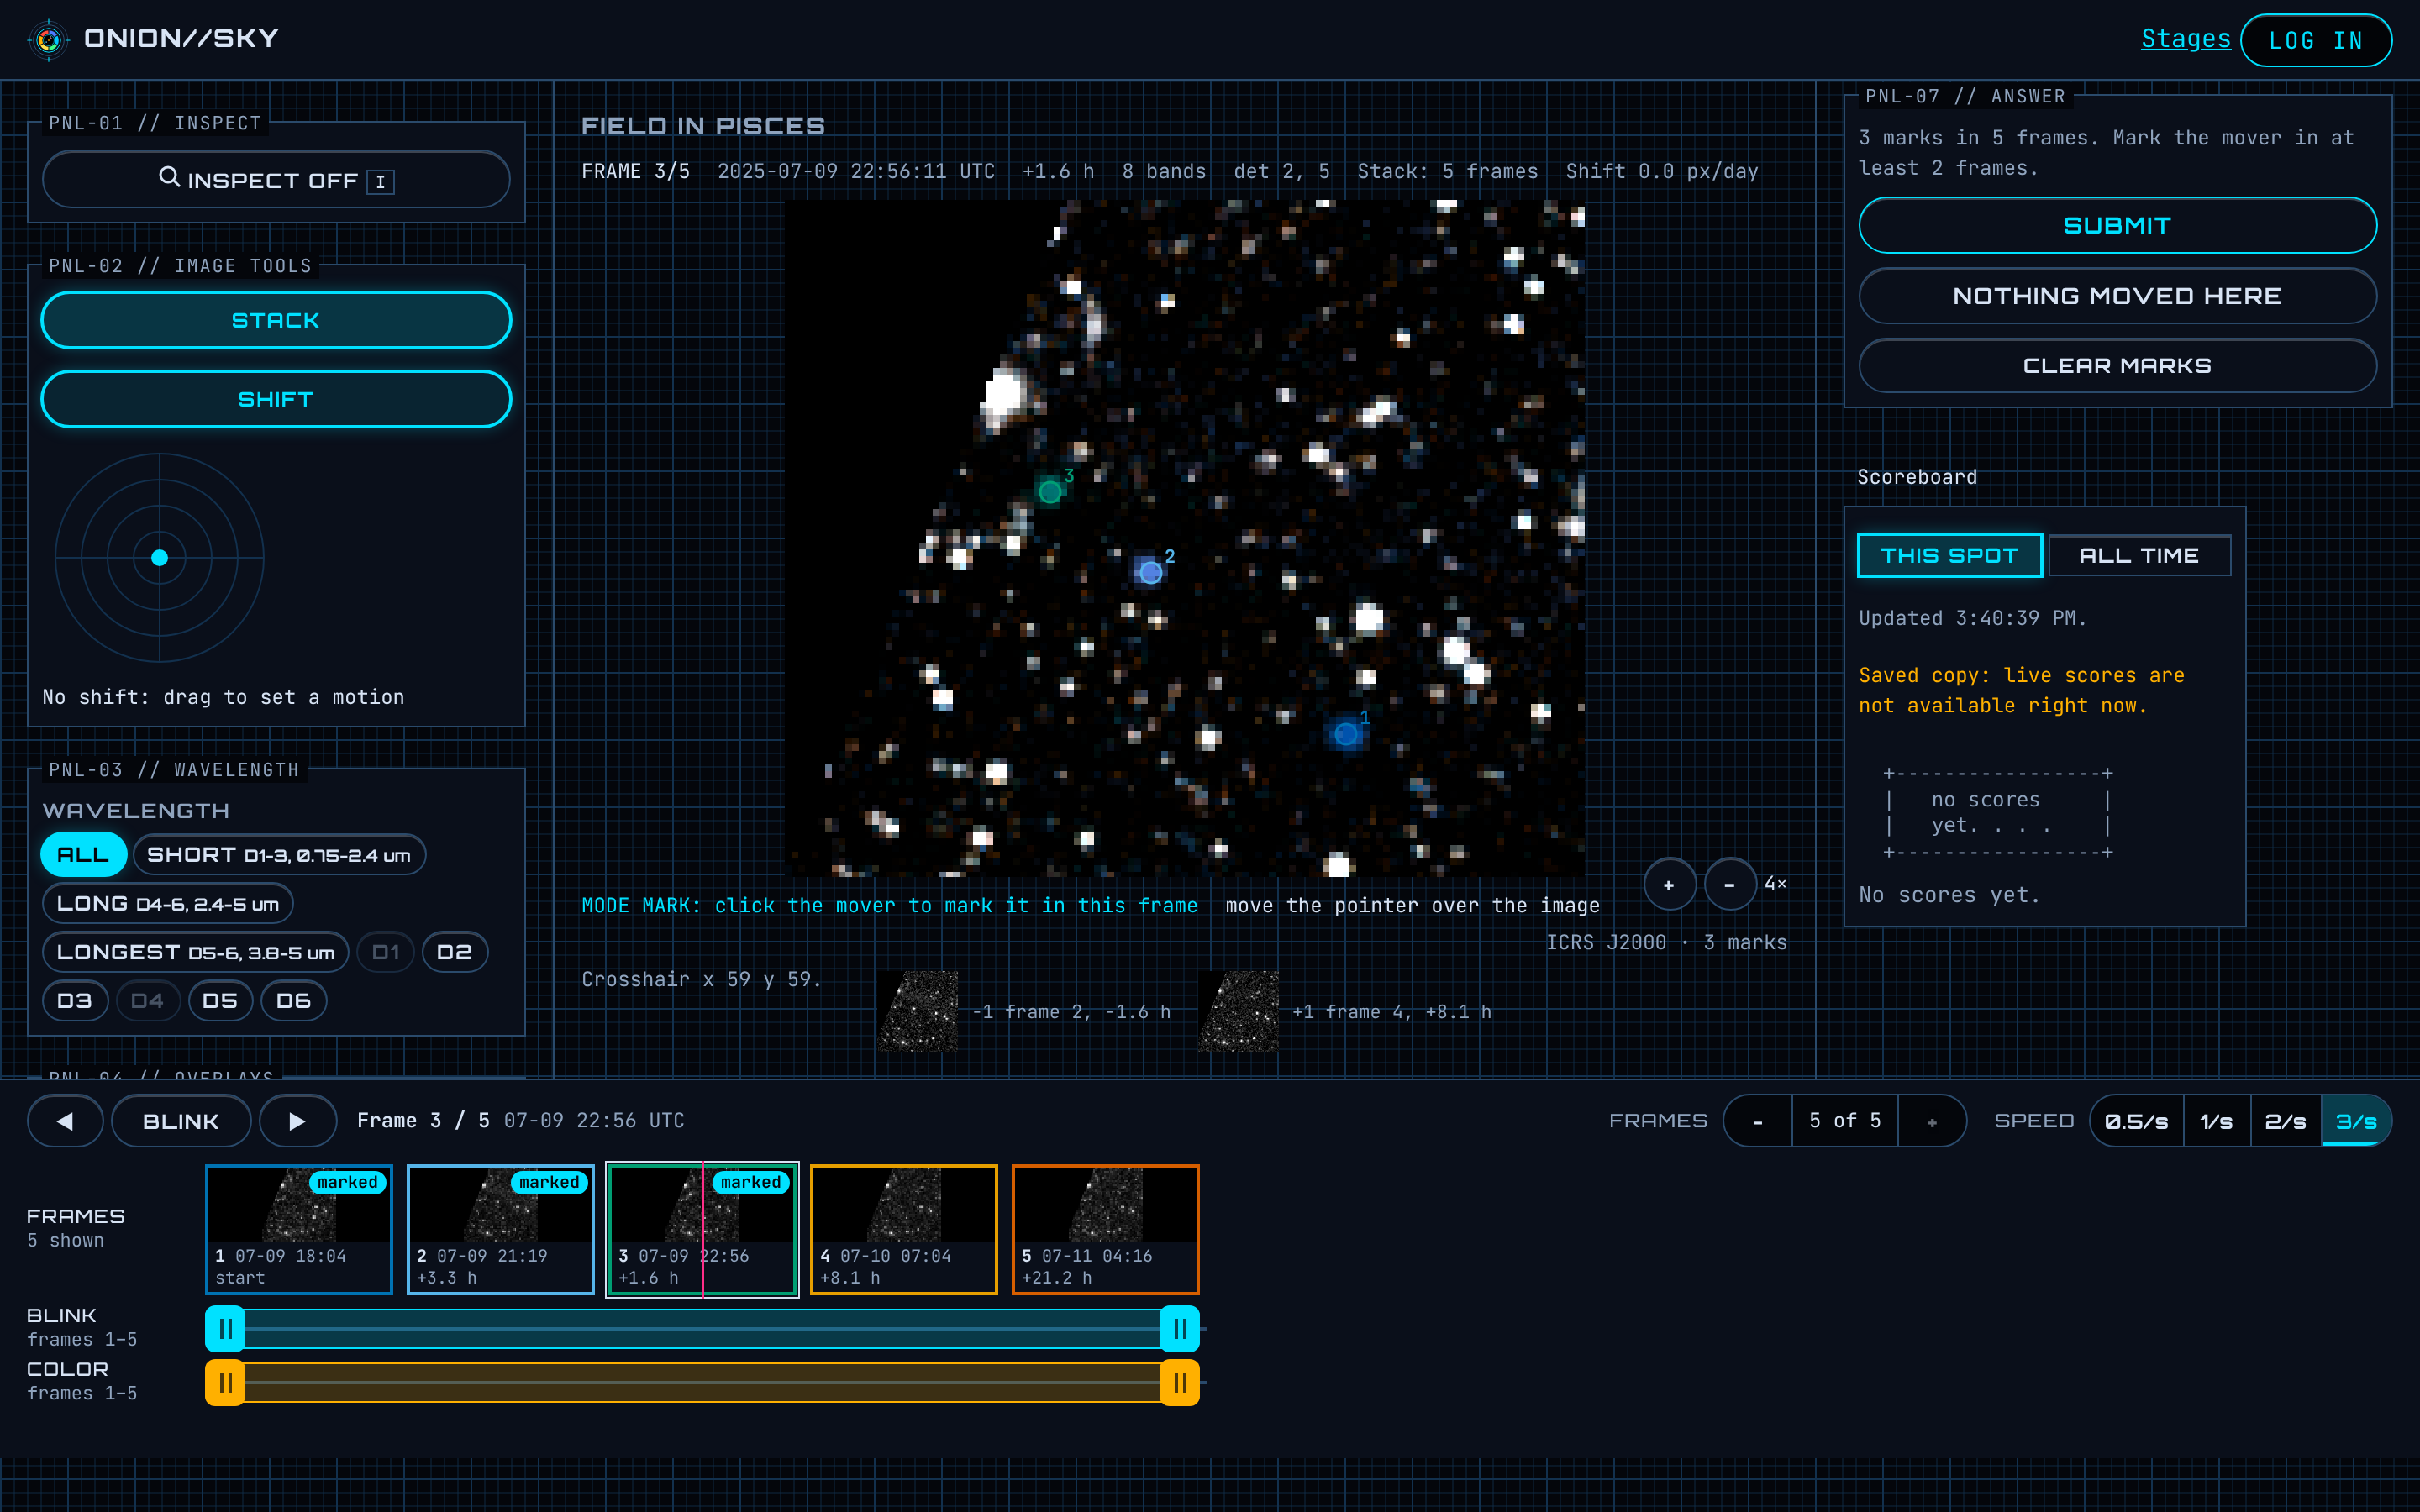 ONION//SKY
Stages
LOG IN
PNL-01 // INSPECT
INSPECT OFF I
PNL-02 // IMAGE TOOLS
STACK
SHIFT
No shift: drag to set a motion
PNL-03 // WAVELENGTH
WAVELENGTH
ALL
SHORT D1-3, 0.75-2.4 um
LONG D4-6, 2.4-5 um
LONGEST D5-6, 3.8-5 um
D1
D2
D3
D4
D5
D6
PNL-04 // OVERLAYS
FIELD IN PISCES
FRAME 3/5 2025-07-09 22:56:11 UTC +1.6 h 8 bands det 2, 5 Stack: 5 frames Shift 0.0 px/day
3
2
1
+
-
4×
MODE MARK: click the mover to mark it in this frame move the pointer over the image
ICRS J2000 · 3 marks
Crosshair x 59 y 59.
-1 frame 2, -1.6 h
+1 frame 4, +8.1 h
PNL-07 // ANSWER
3 marks in 5 frames. Mark the mover in at
least 2 frames.
SUBMIT
NOTHING MOVED HERE
CLEAR MARKS
Scoreboard
THIS SPOT
ALL TIME
Updated 3:40:39 PM.
Saved copy: live scores are
not available right now.
+-----------------+
| no scores |
| yet. . . . |
+-----------------+
No scores yet.
BLINK
Frame 3 / 5 07-09 22:56 UTC
FRAMES
- 5 of 5 +
SPEED
0.5/s 1/s 2/s 3/s
FRAMES
5 shown
marked
1 07-09 18:04
start
marked
2 07-09 21:19
+3.3 h
marked
3 07-09 22:56
+1.6 h
4 07-10 07:04
+8.1 h
5 07-11 04:16
+21.2 h
BLINK
frames 1–5
COLOR
frames 1–5